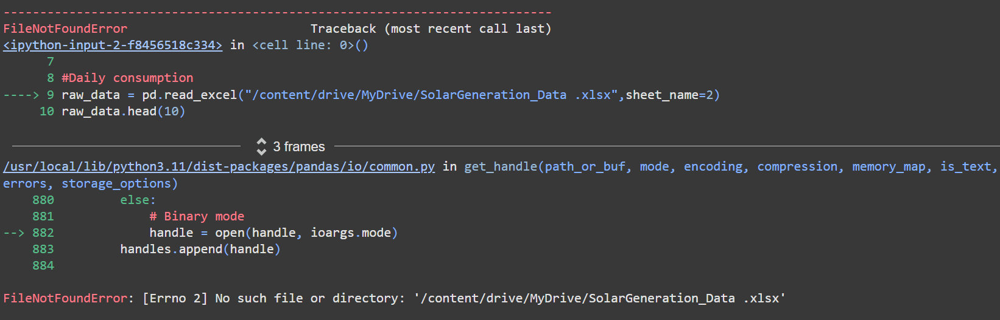 ---------------------------------------------------------------------------
FileNotFoundError                         Traceback (most recent call last)
<ipython-input-2-f8456518c334> in <cell line: 0>()
      7 
      8 #Daily consumption
----> 9 raw_data = pd.read_excel("/content/drive/MyDrive/SolarGeneration_Data .xlsx",sheet_name=2)
     10 raw_data.head(10)
3 frames
/usr/local/lib/python3.11/dist-packages/pandas/io/common.py in get_handle(path_or_buf, mode, encoding, compression, memory_map, is_text,
errors, storage_options)
    880         else:
    881             # Binary mode
--> 882             handle = open(handle, ioargs.mode)
    883         handles.append(handle)
    884 
FileNotFoundError: [Errno 2] No such file or directory: '/content/drive/MyDrive/SolarGeneration_Data .xlsx'